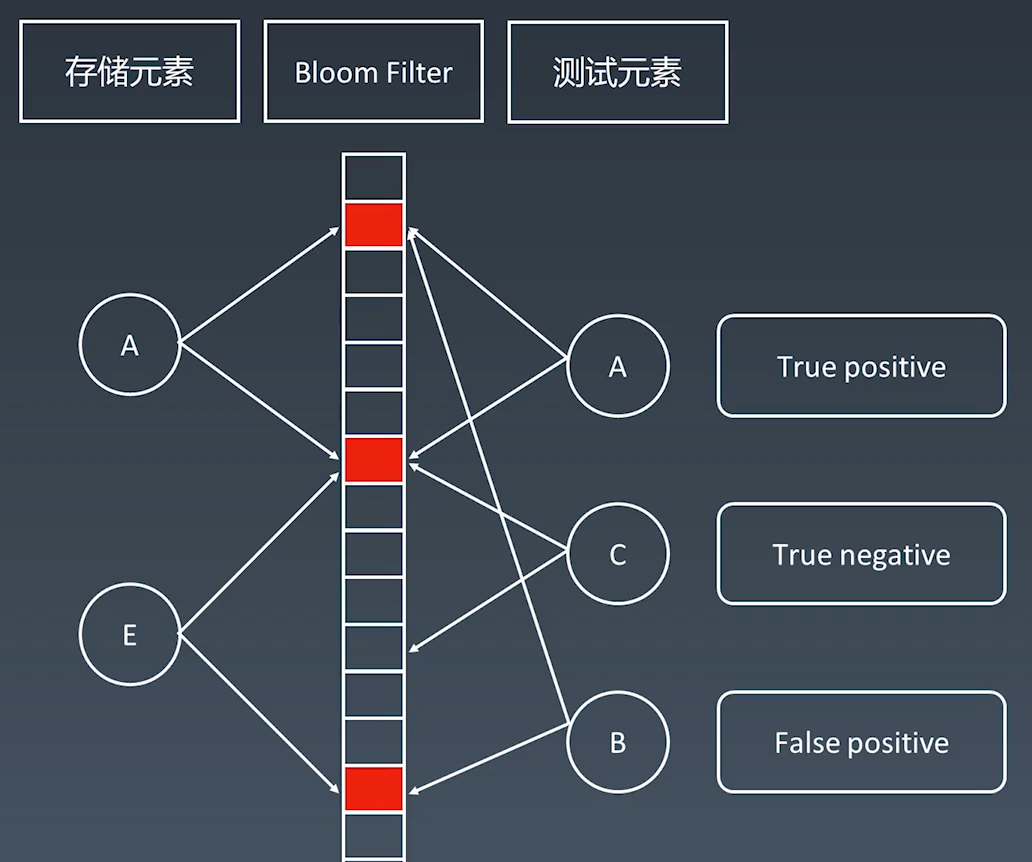 存储元素
Bloom Filter
测试元素
A
A
True positive
C
True negative
E
B
False positive